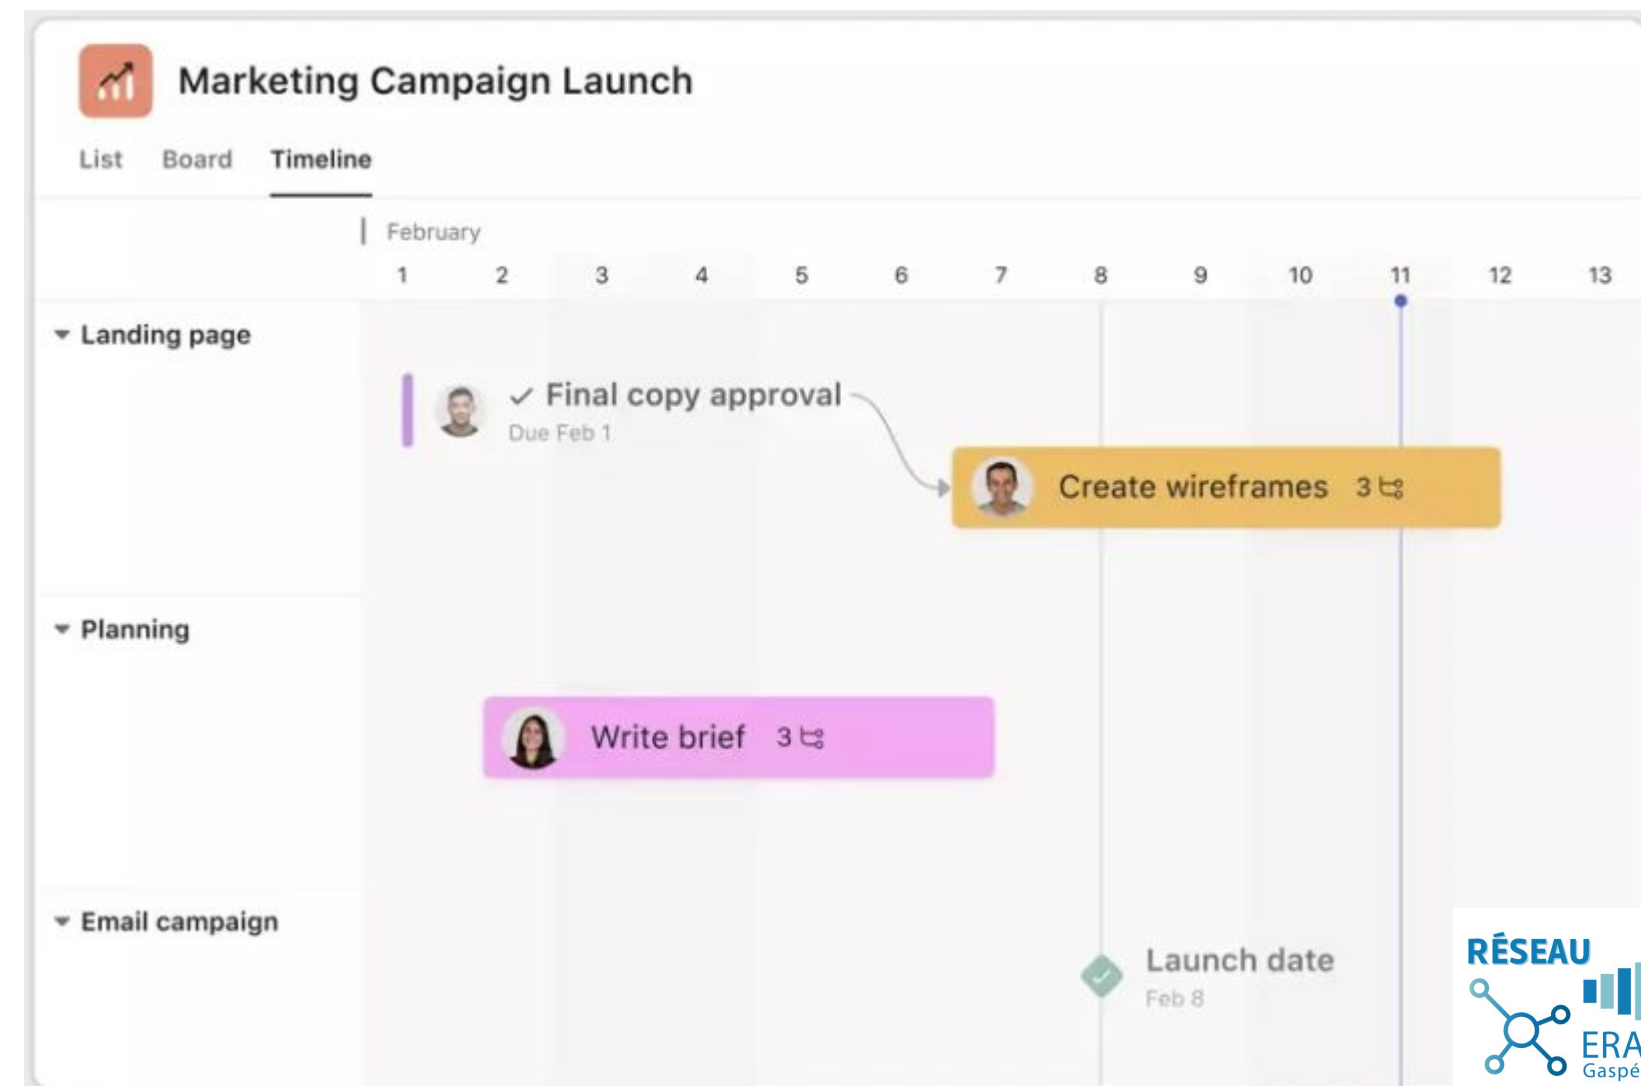 Marketing Campaign Launch
List Board Timeline
February
1 2 3 4 5 6 7 8 9 10 11 12 13
Landing page
✓ Final copy approval
Due Feb 1
Create wireframes 3
Planning
Write brief 3
Email campaign
Launch date
Feb 8
RÉSEAU